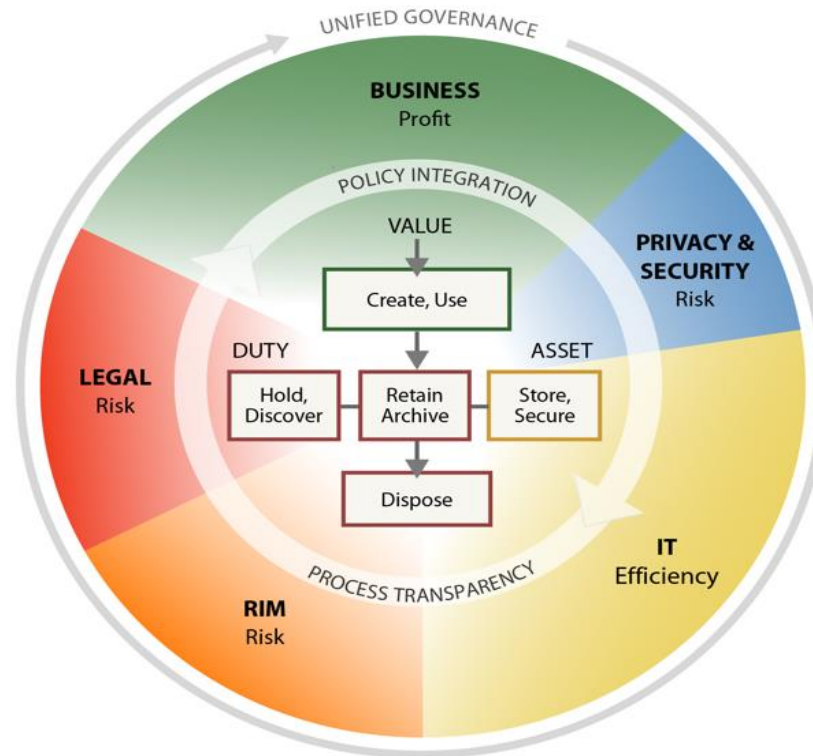 UNIFIED GOVERNANCE
BUSINESS
Profit
POLICY INTEGRATION
VALUE
PRIVACY &
SECURITY
Risk
Create, Use
DUTY
ASSET
LEGAL
Risk
Hold,
Discover
Retain
Archive
Store,
Secure
Dispose
IT
Efficiency
PROCESS TRANSPARENCY
RIM
Risk